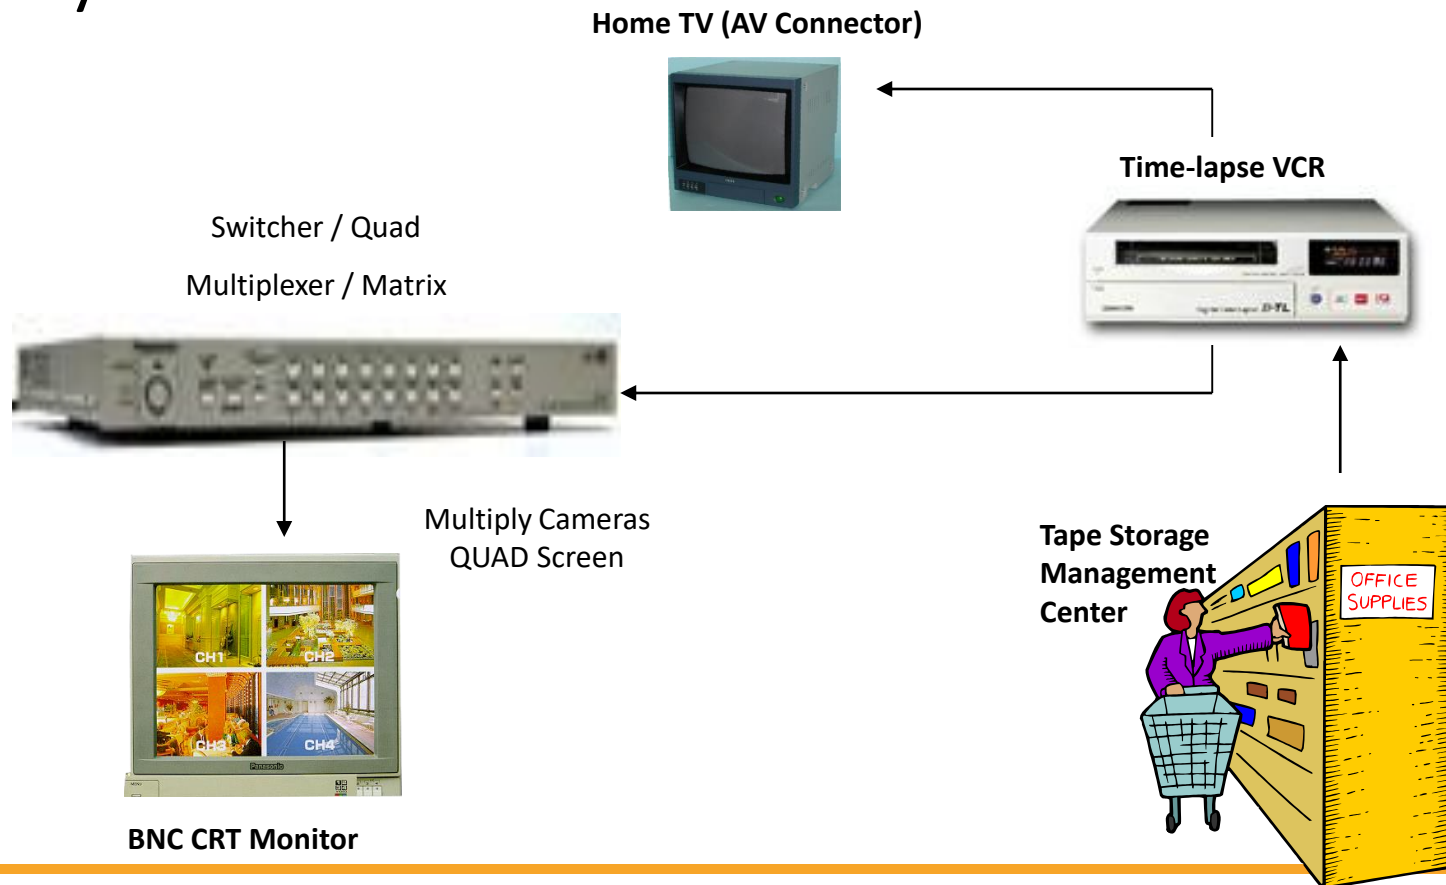 Home TV (AV Connector)
Time-lapse VCR
Switcher / Quad
Multiplexer / Matrix
Multiply Cameras
QUAD Screen
Tape Storage
Management
Center
OFFICE
SUPPLIES
CH1
CH2
CH3
CH4
Panasonic
BNC CRT Monitor